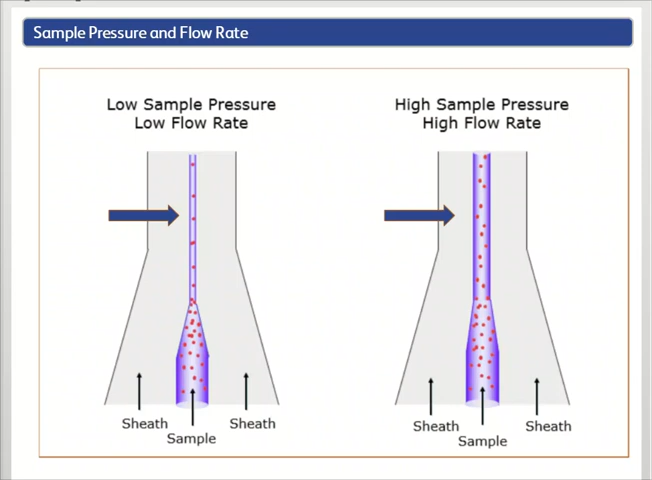 Sample Pressure and Flow Rate
Low Sample Pressure
Low Flow Rate
High Sample Pressure
High Flow Rate
Sheath
Sample
Sheath
Sheath
Sample
Sheath